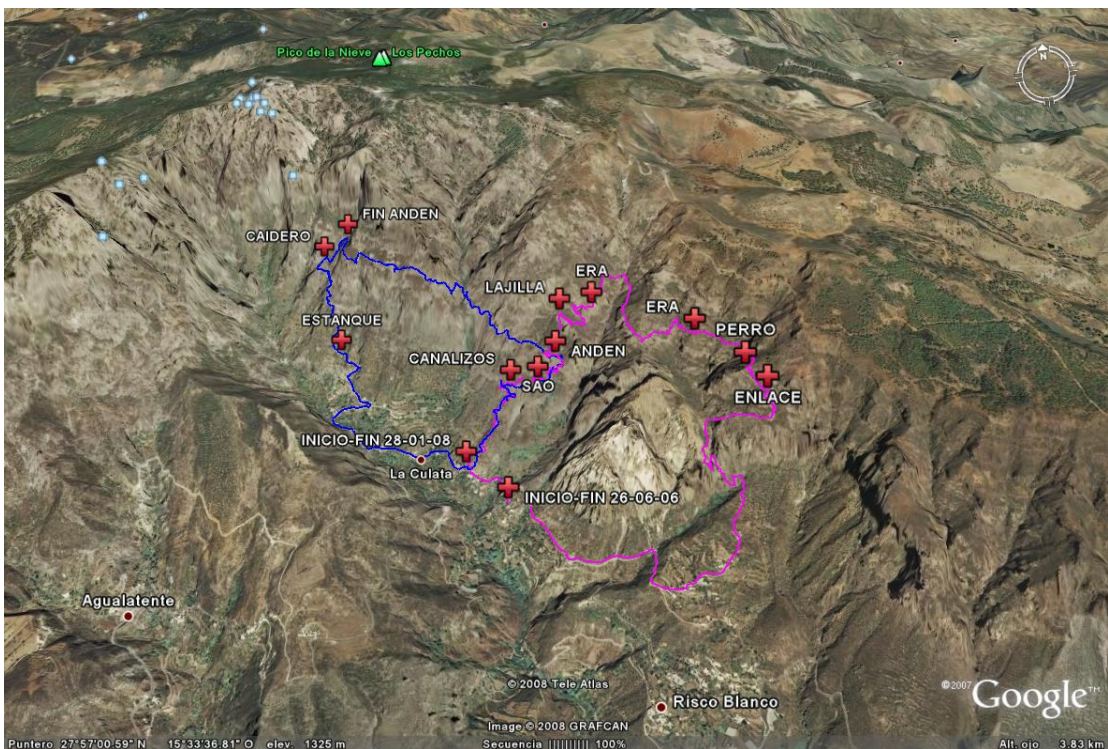 Pico de la Nieve Los Pechos
N
FIN ANDEN
CAIDERO
ERA
LAJILLA
ERA
ESTANQUE
PERRO
ANDEN
CANALIZOS
SAO
ENLACE
INICIO-FIN 28-01-08
La Culata
INICIO-FIN 26-06-06
Agualatente
© 2008 Tele Atlas
Risco Blanco
© 2007 Google™
Image © 2008 GRAFCAN
Puntero 27°57'00.59" N 15°33'36.81" O elev. 1325 m Secuencia |||||||||| 100% Alt. ojo 3.83 km